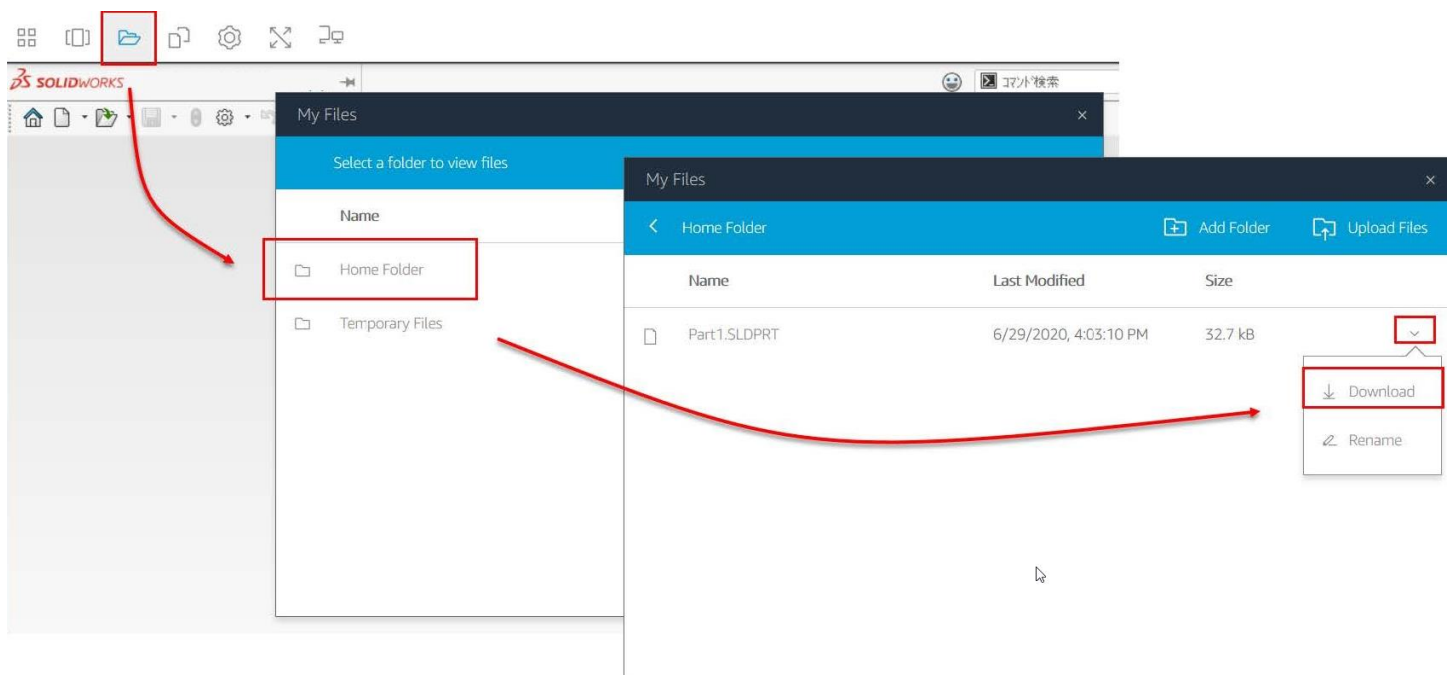 SOLIDWORKS
コマンド検索
My Files
Select a folder to view files
Name
Home Folder
Temporary Files
My Files
Home Folder
Add Folder
Upload Files
Name Last Modified Size
Part1.SLDPRT 6/29/2020, 4:03:10 PM 32.7 kB
Download
Rename